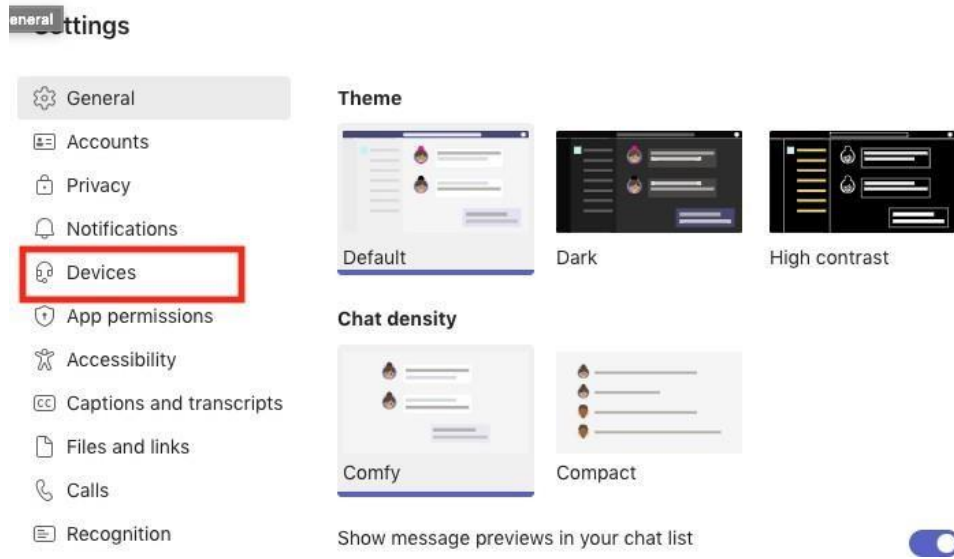 eneral
ttings
General
Accounts
Privacy
Notifications
Devices
App permissions
Accessibility
CC Captions and transcripts
Files and links
Calls
Recognition
Theme
Default Dark High contrast
Chat density
Comfy Compact
Show message previews in your chat list